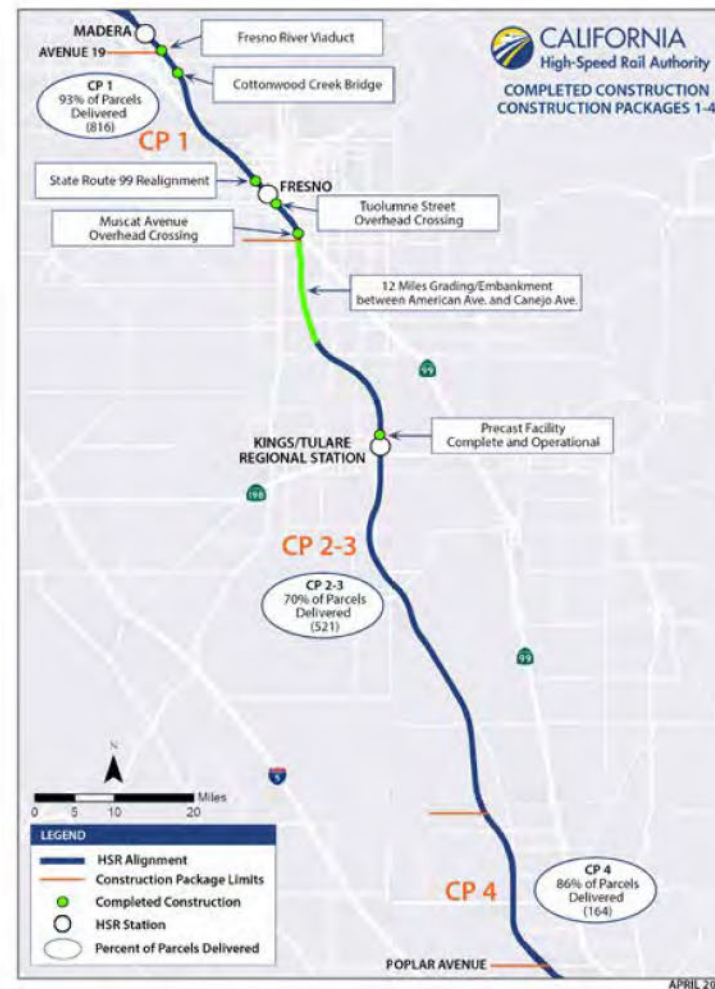 MADERA
AVENUE 19
Fresno River Viaduct
Cottonwood Creek Bridge
CALIFORNIA
High-Speed Rail Authority
COMPLETED CONSTRUCTION
CONSTRUCTION PACKAGES 1-4
CP 1
93% of Parcels
Delivered
(816)
CP 1
State Route 99 Realignment
FRESNO
Tuolumne Street
Overhead Crossing
Muscat Avenue
Overhead Crossing
12 Miles Grading/Embankment
between American Ave. and Canejo Ave.
99
Precast Facility
Complete and Operational
KINGS/TULARE
REGIONAL STATION
198
CP 2-3
CP 2-3
70% of Parcels
Delivered
(521)
99
N
5
Miles
0 5 10 20
LEGEND
HSR Alignment
Construction Package Limits
Completed Construction
HSR Station
Percent of Parcels Delivered
CP 4
86% of Parcels
Delivered
(164)
CP 4
POPLAR AVENUE
APRIL 20